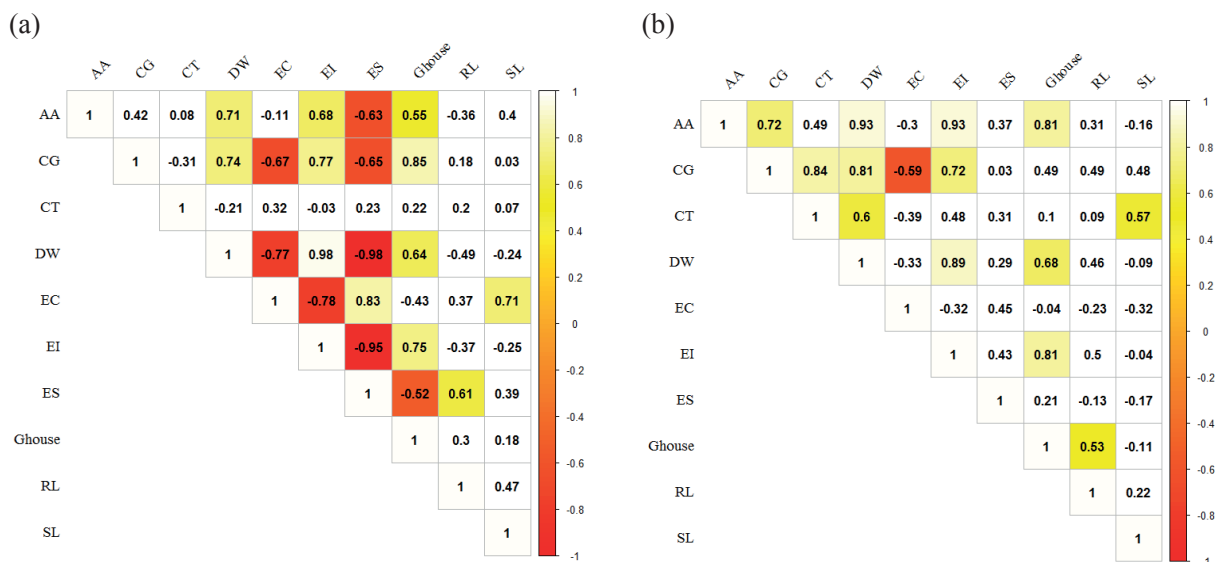 (a)
AA CG CT DW EC EI ES Ghouse RL SL
AA 1 0.42 0.08 0.71 -0.11 0.68 -0.63 0.55 -0.36 0.4
CG 1 -0.31 0.74 -0.67 0.77 -0.65 0.85 0.18 0.03
CT 1 -0.21 0.32 -0.03 0.23 0.22 0.2 0.07
DW 1 -0.77 0.98 -0.98 0.64 -0.49 -0.24
EC 1 -0.78 0.83 -0.43 0.37 0.71
EI 1 -0.95 0.75 -0.37 -0.25
ES 1 -0.52 0.61 0.39
Ghouse 1 0.3 0.18
RL 1 0.47
SL 1
1
0.8
0.6
0.4
0.2
0
-0.2
-0.4
-0.6
-0.8
-1
(b)
AA CG CT DW EC EI ES Ghouse RL SL
AA 1 0.72 0.49 0.93 -0.3 0.93 0.37 0.81 0.31 -0.16
CG 1 0.84 0.81 -0.59 0.72 0.03 0.49 0.49 0.48
CT 1 0.6 -0.39 0.48 0.31 0.1 0.09 0.57
DW 1 -0.33 0.89 0.29 0.68 0.46 -0.09
EC 1 -0.32 0.45 -0.04 -0.23 -0.32
EI 1 0.43 0.81 0.5 -0.04
ES 1 0.21 -0.13 -0.17
Ghouse 1 0.53 -0.11
RL 1 0.22
SL 1
1
0.8
0.6
0.4
0.2
0
-0.2
-0.4
-0.6
-0.8
-1